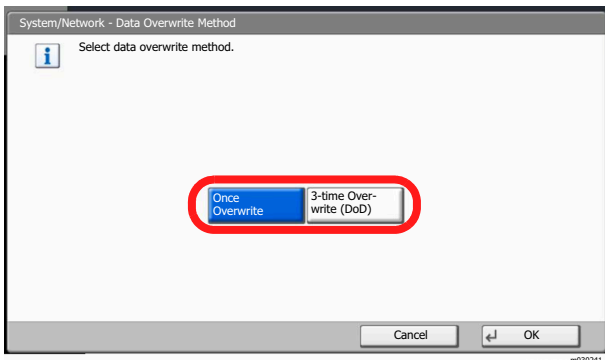 System/Network - Data Overwrite Method
i
Select data overwrite method.
Once
Overwrite
3-time Over-
write (DoD)
Cancel
OK